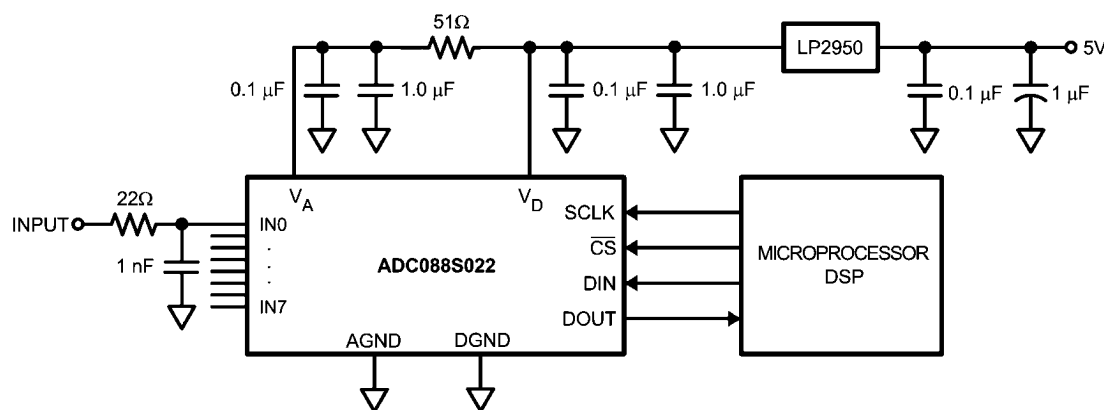 51Ω
LP2950
5V
0.1 µF
1.0 µF
0.1 µF
1.0 µF
0.1 µF
1 µF
22Ω
INPUT
1 nF
V_A
V_D
IN0
.
.
.
IN7
ADC088S022
SCLK
C̅S̅
DIN
DOUT
AGND
DGND
MICROPROCESSOR
DSP